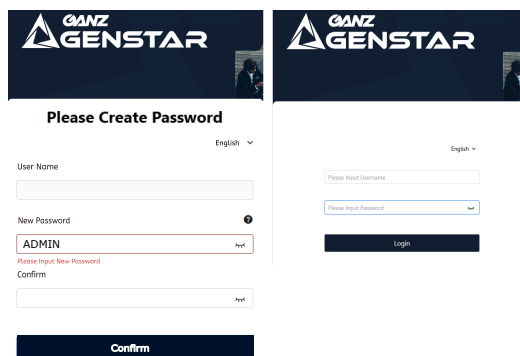 GANZ
GENSTAR
Please Create Password
English
User Name
New Password
ADMIN
Please Input New Password
Confirm
Confirm
GANZ
GENSTAR
English
Please Input Username
Please Input Password
Login